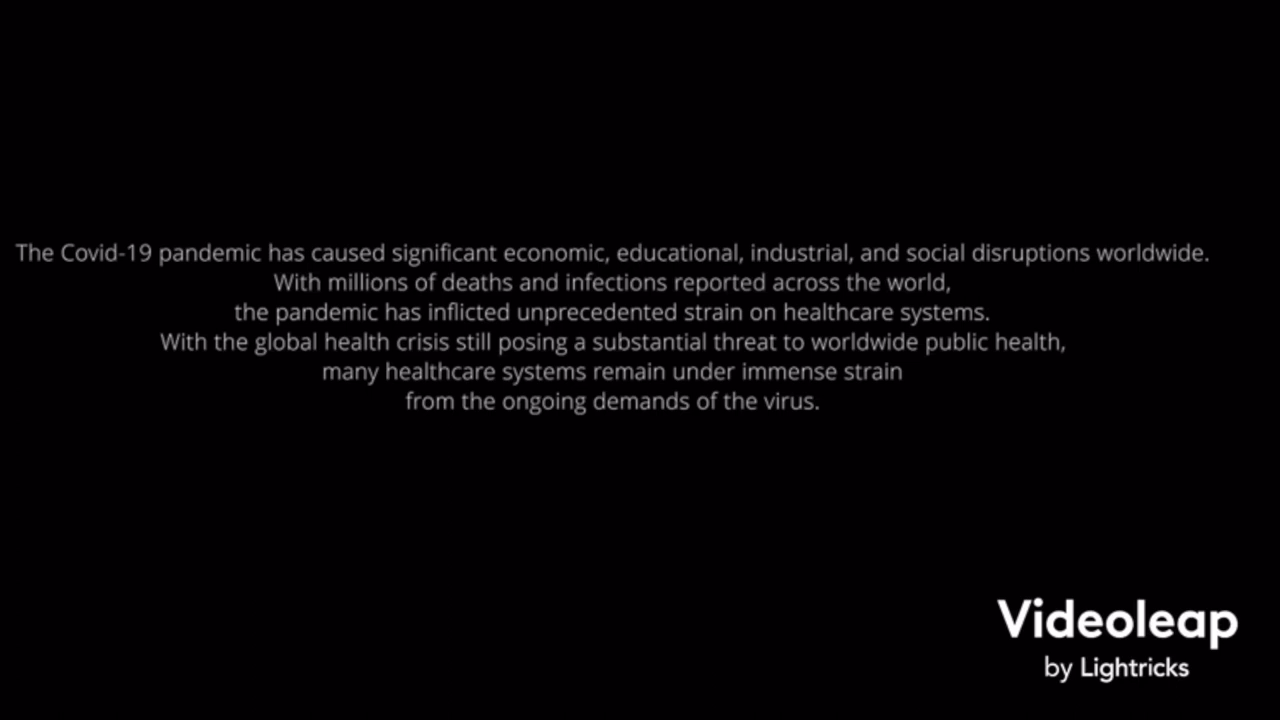 The Covid-19 pandemic has caused significant economic, educational, industrial, and social disruptions worldwide.
With millions of deaths and infections reported across the world,
the pandemic has inflicted unprecedented strain on healthcare systems.
With the global health crisis still posing a substantial threat to worldwide public health,
many healthcare systems remain under immense strain
from the ongoing demands of the virus.
Videoleap
by Lightricks